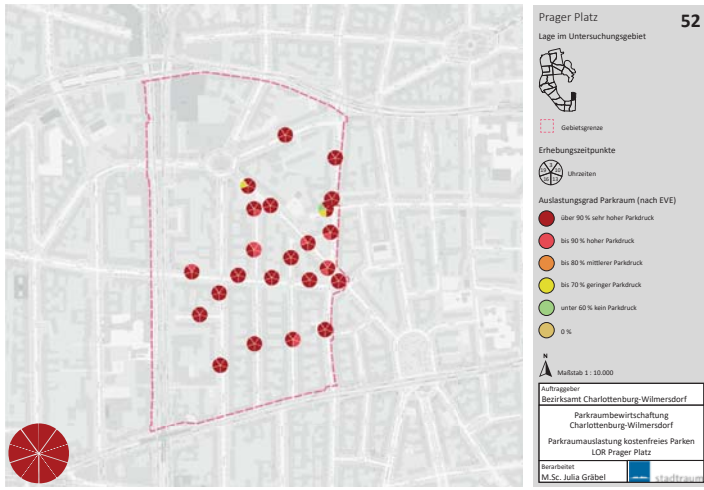 Prager Platz
52
Lage im Untersuchungsgebiet
Gebietsgrenze
Erhebungszeitpunkte
Uhrzeiten
Auslastungsgrad Parkraum (nach EVE)
über 90 % sehr hoher Parkdruck
bis 90 % hoher Parkdruck
bis 80 % mittlerer Parkdruck
bis 70 % geringer Parkdruck
unter 60 % kein Parkdruck
0 %
N
Maßstab 1 : 10.000
Auftraggeber
Bezirksamt Charlottenburg-Wilmersdorf
Parkraumbewirtschaftung
Charlottenburg-Wilmersdorf
Parkraumauslastung kostenfreies Parken
LOR Prager Platz
Berarbeitet
M.Sc. Julia Gräbel
stadtraum